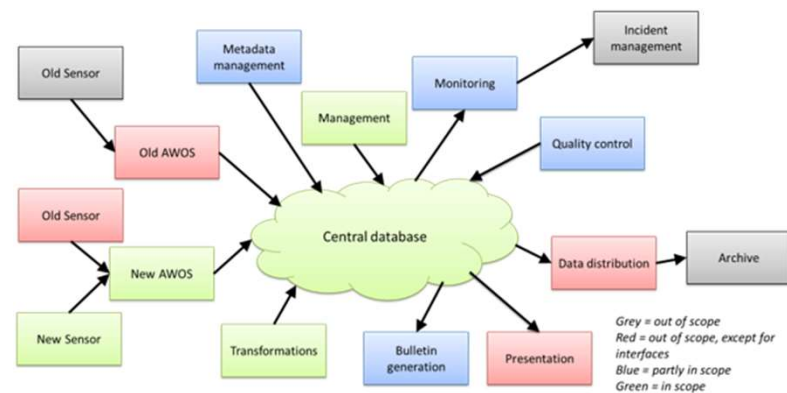 Old Sensor
Metadata
management
Monitoring
Incident
management
Management
Old AWOS
Quality control
Old Sensor
New AWOS
Central database
Data distribution
Archive
New Sensor
Transformations
Bulletin
generation
Presentation
Grey = out of scope
Red = out of scope, except for
interfaces
Blue = partly in scope
Green = in scope